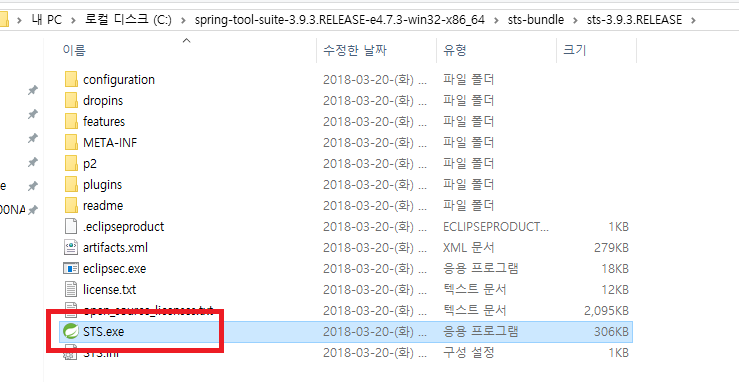 내 PC > 로컬 디스크 (C:) > spring-tool-suite-3.9.3.RELEASE-e4.7.3-win32-x86_64 > sts-bundle > sts-3.9.3.RELEASE >
이름 수정한 날짜 유형 크기
configuration 2018-03-20-(화) ... 파일 폴더
dropins 2018-03-20-(화) ... 파일 폴더
features 2018-03-20-(화) ... 파일 폴더
META-INF 2018-03-20-(화) ... 파일 폴더
p2 2018-03-20-(화) ... 파일 폴더
plugins 2018-03-20-(화) ... 파일 폴더
e readme 2018-03-20-(화) ... 파일 폴더
00NA .eclipseproduct 2018-03-20-(화) ... ECLIPSEPRODUCT... 1KB
artifacts.xml 2018-03-20-(화) ... XML 문서 279KB
eclipsec.exe 2018-03-20-(화) ... 응용 프로그램 18KB
license.txt 2018-03-20-(화) ... 텍스트 문서 12KB
open_source_licenses.txt 2018-03-20-(화) ... 텍스트 문서 2,095KB
STS.exe 2018-03-20-(화) ... 응용 프로그램 306KB
STS.ini 2018-03-20-(화) ... 구성 설정 1KB